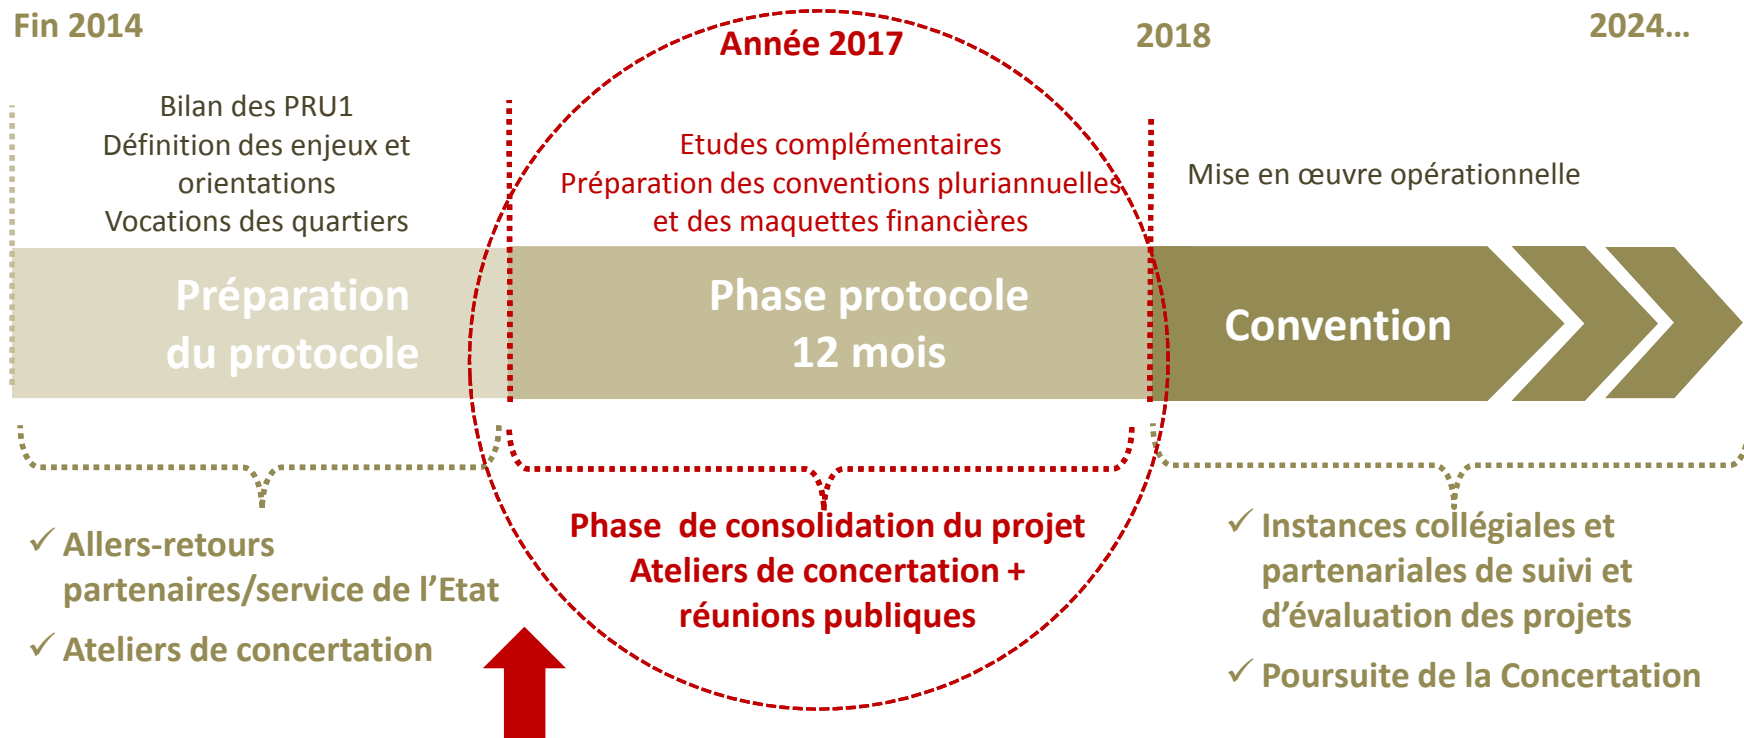 Fin 2014
Année 2017
2018
2024...
Bilan des PRU1
Définition des enjeux et
orientations
Vocations des quartiers
Etudes complémentaires
Préparation des conventions pluriannuelles
et des maquettes financières
Mise en œuvre opérationnelle
Préparation
du protocole
Phase protocole
12 mois
Convention
✓ Allers-retours
partenaires/service de l'Etat
✓ Ateliers de concertation
Phase de consolidation du projet
Ateliers de concertation +
réunions publiques
✓ Instances collégiales et
partenariales de suivi et
d'évaluation des projets
✓ Poursuite de la Concertation